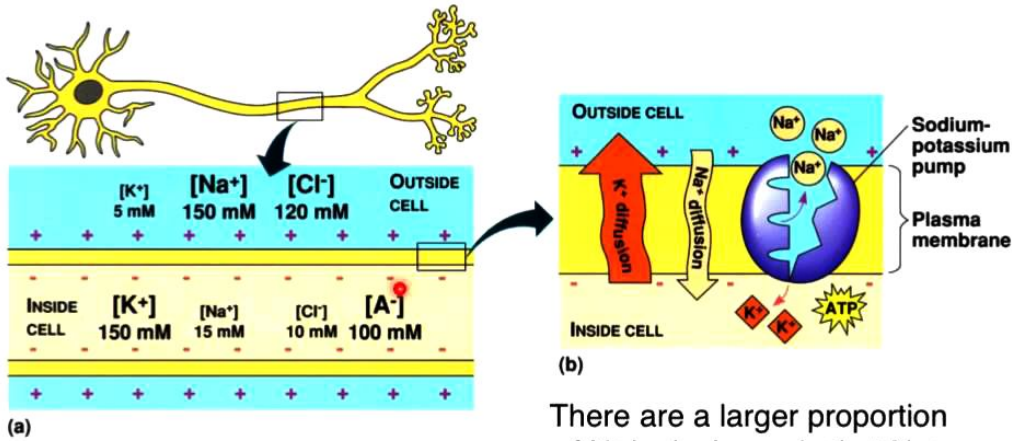 [K⁺]
5 mM
[Na⁺]
150 mM
[Cl⁻]
120 mM
OUTSIDE
CELL
+ + + + + + + + +
- - - - - - - - -
INSIDE
CELL
[K⁺]
150 mM
[Na⁺]
15 mM
[Cl⁻]
10 mM
[A⁻]
100 mM
- - - - - - - - -
+ + + + + + + + +
(a)
OUTSIDE CELL
Na⁺
Na⁺
Na⁺
+ + + +
K⁺ diffusion
Na⁺ diffusion
Sodium-
potassium
pump
Plasma
membrane
K⁺
K⁺
ATP
INSIDE CELL
(b)
There are a larger proportion